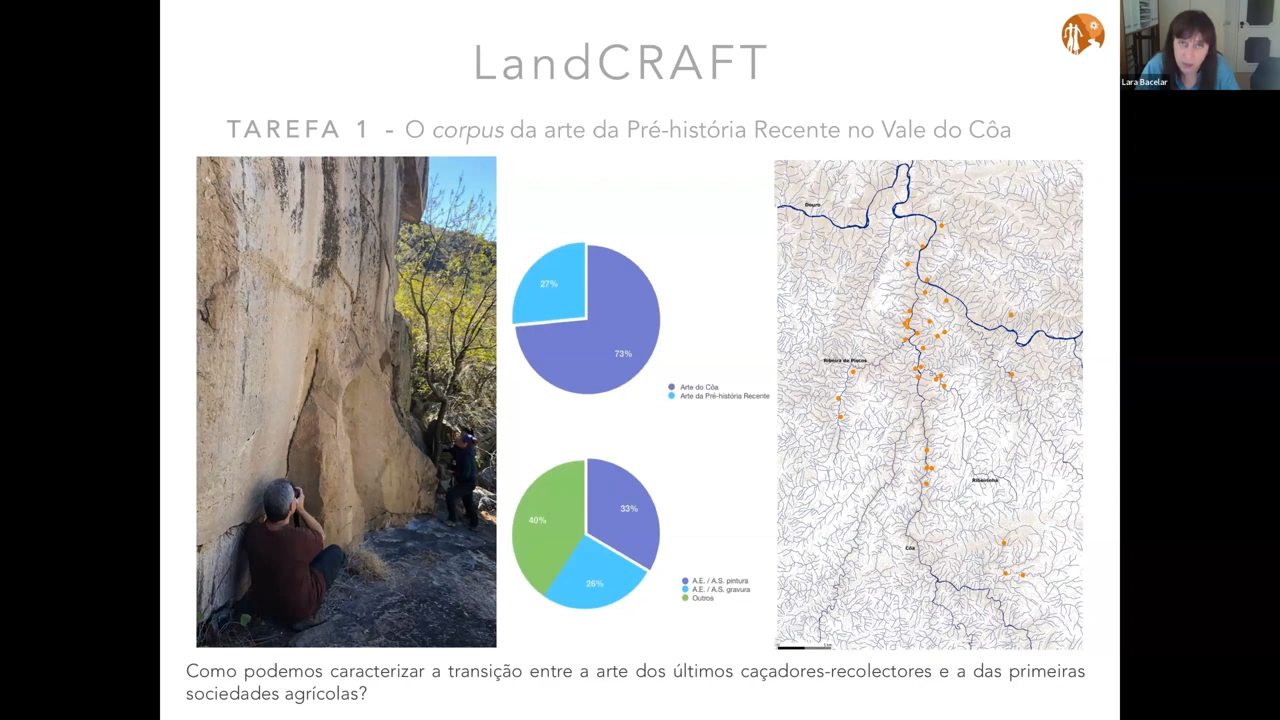 LandCRAFT
Lara Bacelar
TAREFA 1 - O corpus da arte da Pré-história Recente no Vale do Côa
27%
73%
Arte do Côa
Arte da Pré-história Recente
40%
33%
26%
A.E. / A.S. pintura
A.E. / A.S. gravura
Outros
Douro
Ribeira de Piscos
Ribeirinha
Côa
Como podemos caracterizar a transição entre a arte dos últimos caçadores-recolectores e a das primeiras
sociedades agrícolas?